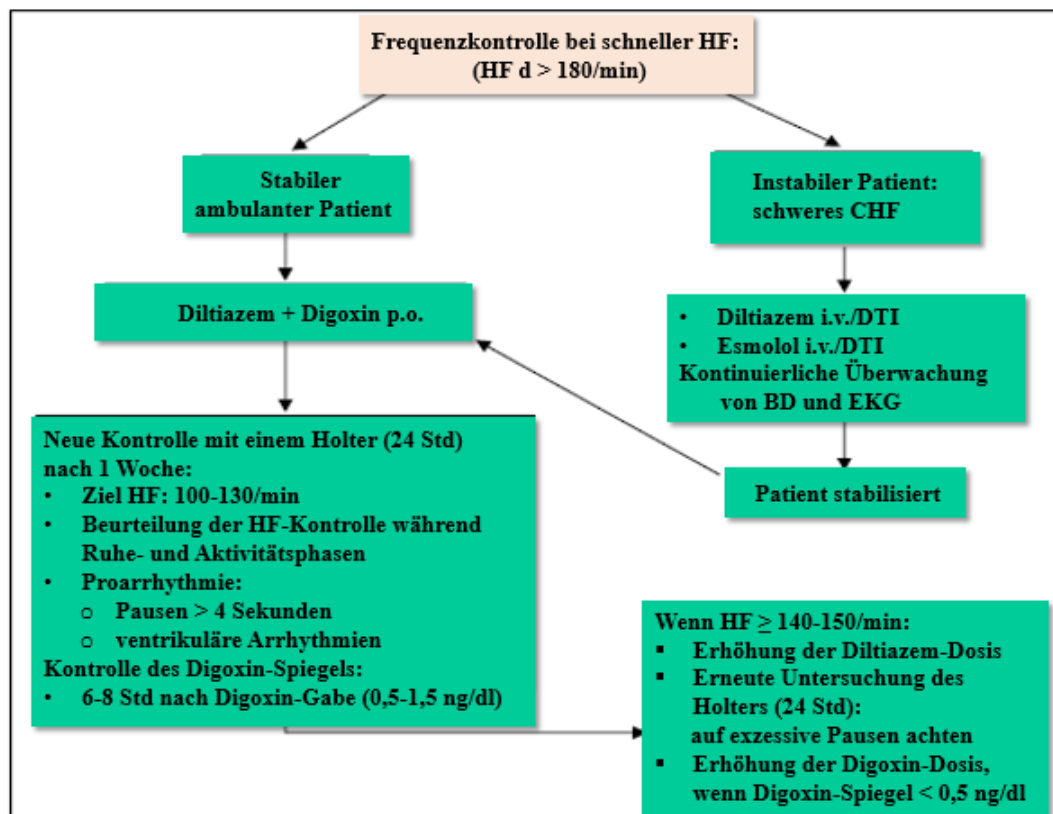 Frequenzkontrolle bei schneller HF:
(HF d > 180/min)
Stabiler
ambulanter Patient
Instabiler Patient:
schweres CHF
Diltiazem + Digoxin p.o.
• Diltiazem i.v./DTI
• Esmolol i.v./DTI
Kontinuierliche Überwachung
von BD und EKG
Patient stabilisiert
Neue Kontrolle mit einem Holter (24 Std)
nach 1 Woche:
• Ziel HF: 100-130/min
• Beurteilung der HF-Kontrolle während
Ruhe- und Aktivitätsphasen
• Proarrhythmie:
o Pausen > 4 Sekunden
o ventrikuläre Arrhythmien
Kontrolle des Digoxin-Spiegels:
• 6-8 Std nach Digoxin-Gabe (0,5-1,5 ng/dl)
Wenn HF ≥ 140-150/min:
▪ Erhöhung der Diltiazem-Dosis
▪ Erneute Untersuchung des
Holters (24 Std):
auf exzessive Pausen achten
▪ Erhöhung der Digoxin-Dosis,
wenn Digoxin-Spiegel < 0,5 ng/dl